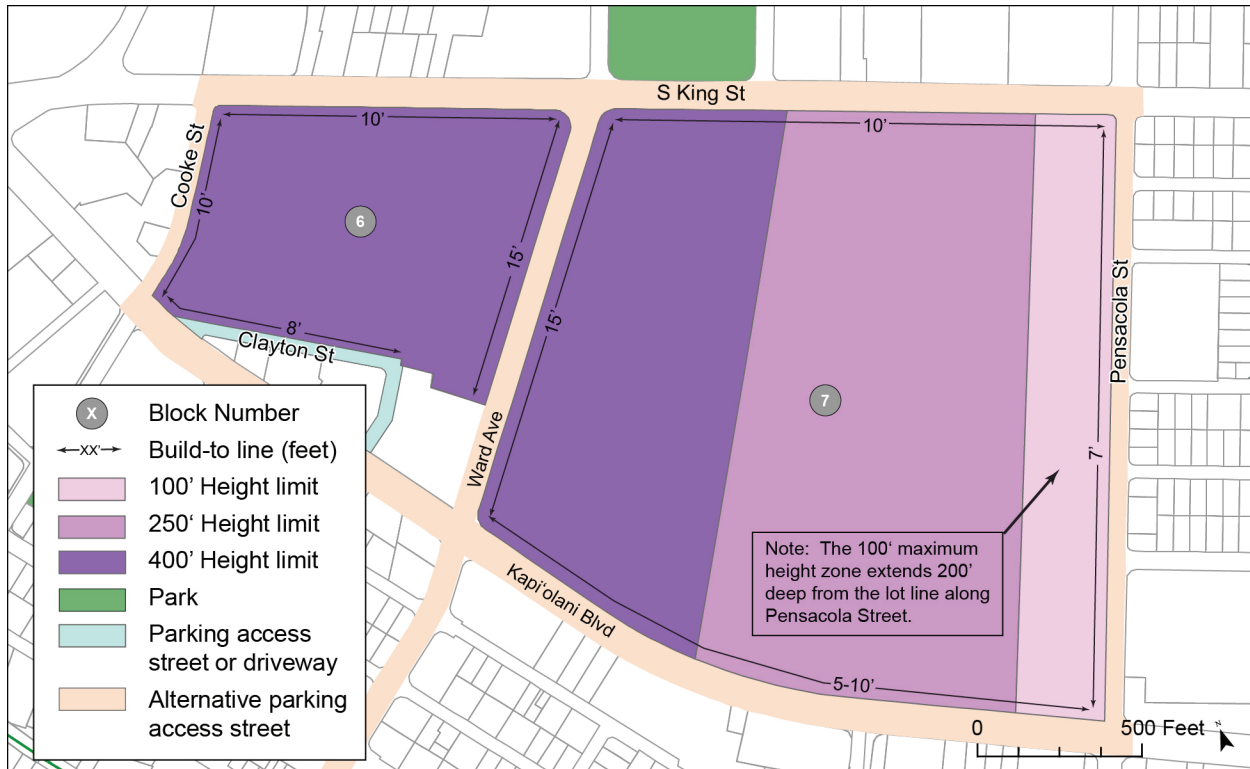 S King St
10'
10'
Cooke St
10'
6
15'
15'
Pensacola St
8'
Clayton St
7
Ward Ave
7'
X Block Number
XX' Build-to line (feet)
100' Height limit
250' Height limit
400' Height limit
Park
Parking access
street or driveway
Alternative parking
access street
Note: The 100' maximum
height zone extends 200'
deep from the lot line along
Pensacola Street.
Kapiʻolani Blvd
5-10'
0 500 Feet
N